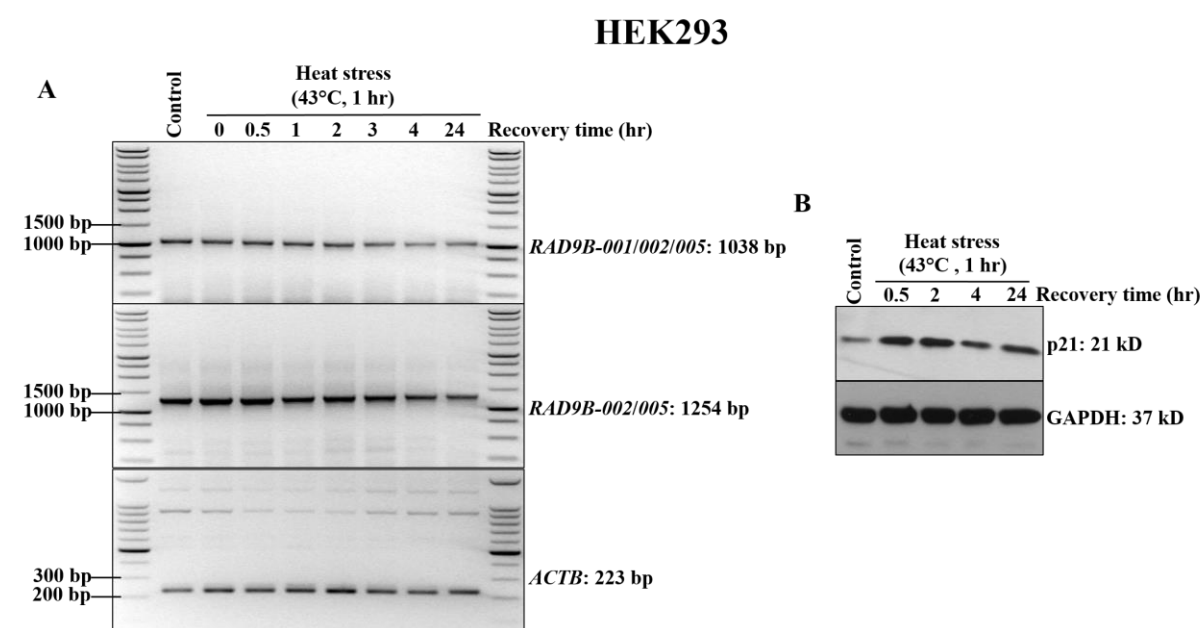 HEK293
A
Control
Heat stress
(43°C, 1 hr)
0 0.5 1 2 3 4 24 Recovery time (hr)
1500 bp
1000 bp
RAD9B-001/002/005: 1038 bp
1500 bp
1000 bp
RAD9B-002/005: 1254 bp
300 bp
200 bp
ACTB: 223 bp
B
Control
Heat stress
(43°C , 1 hr)
0.5 2 4 24 Recovery time (hr)
p21: 21 kD
GAPDH: 37 kD